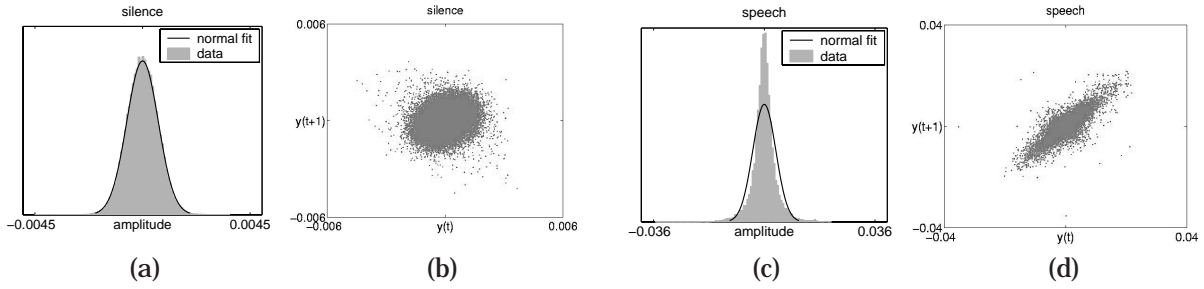 silence
normal fit
data
−0.0045
amplitude
0.0045
(a)
silence
0.006
y(t+1)
−0.006
−0.006
y(t)
0.006
(b)
speech
normal fit
data
−0.036
amplitude
0.036
(c)
speech
0.04
y(t+1)
−0.04
−0.04
y(t)
0.04
(d)